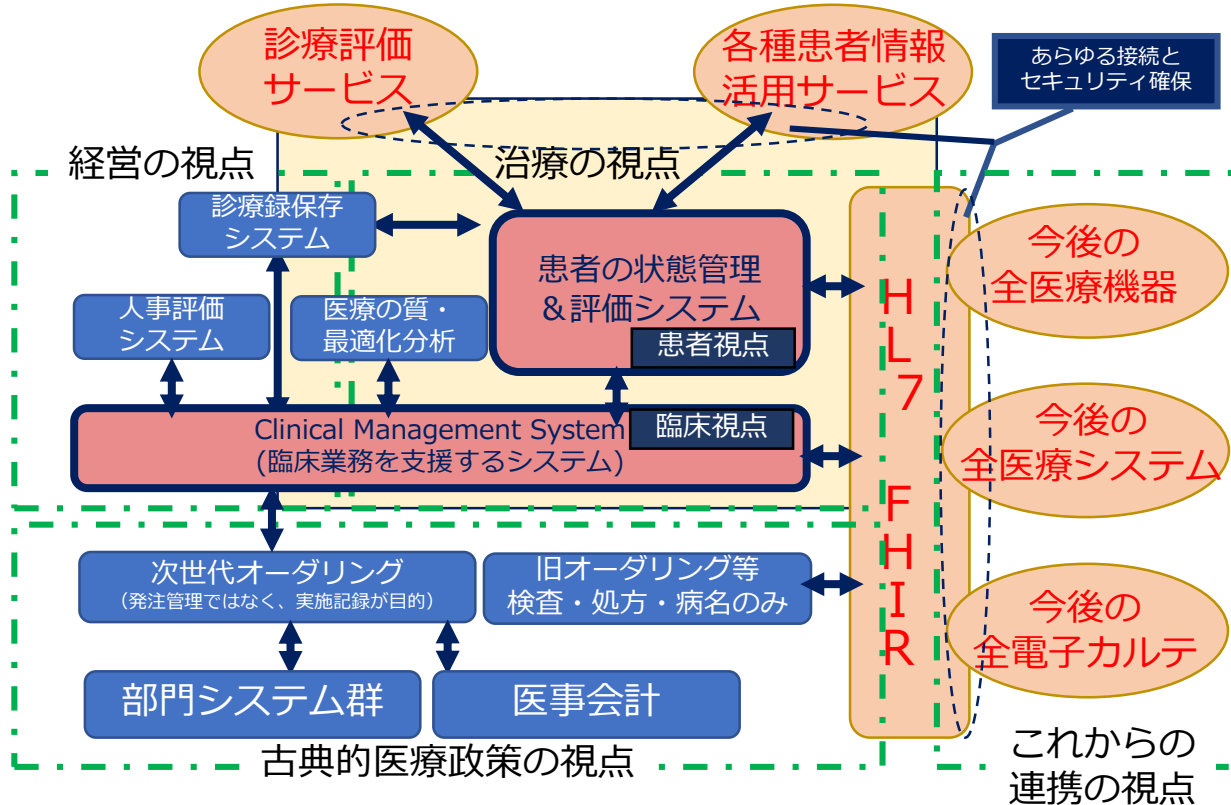 診療評価
サービス
各種患者情報
活用サービス
あらゆる接続と
セキュリティ確保
経営の視点
治療の視点
診療録保存
システム
患者の状態管理
&評価システム
患者視点
人事評価
システム
医療の質・
最適化分析
Clinical Management System
(臨床業務を支援するシステム)
臨床視点
HL7 FHIR
今後の
全医療機器
今後の
全医療システム
今後の
全電子カルテ
次世代オーダリング
(発注管理ではなく、実施記録が目的)
旧オーダリング等
検査・処方・病名のみ
部門システム群
医事会計
古典的医療政策の視点
これからの
連携の視点